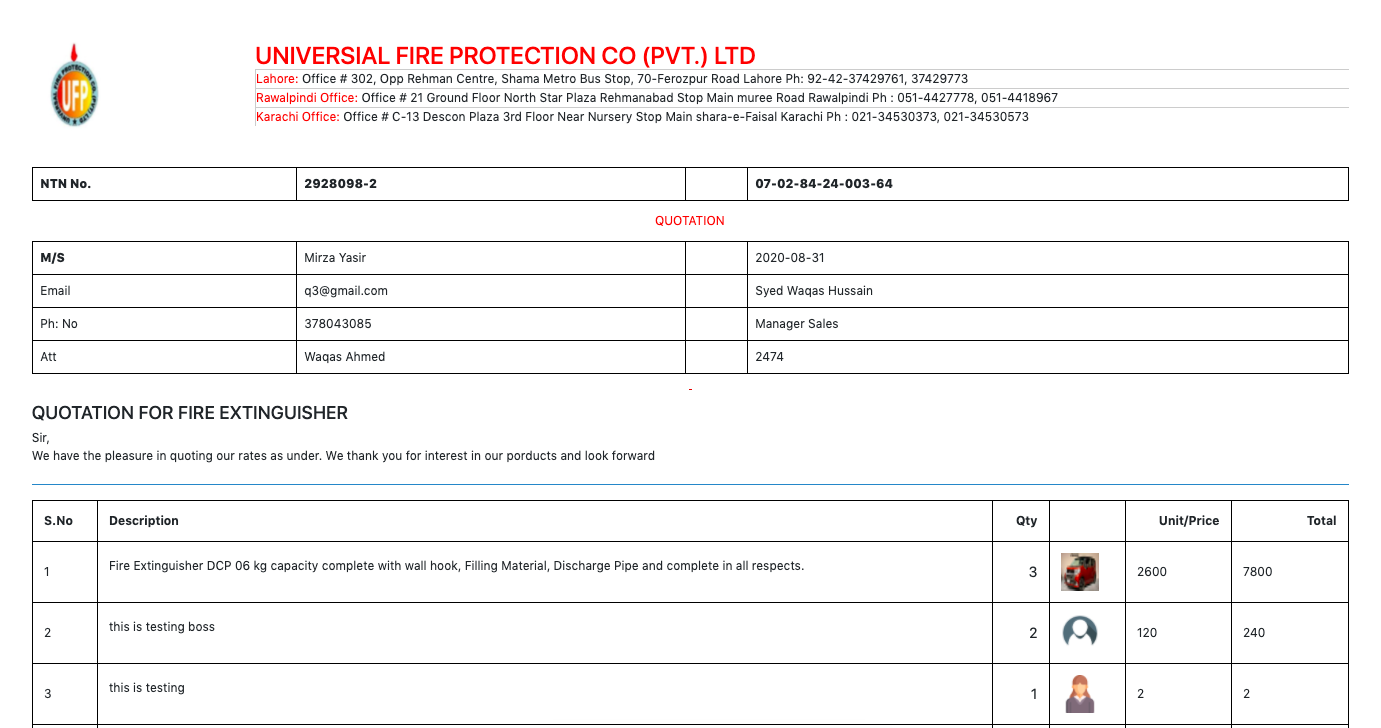 UFP
UNIVERSIAL FIRE PROTECTION CO (PVT.) LTD
Lahore: Office # 302, Opp Rehman Centre, Shama Metro Bus Stop, 70-Ferozpur Road Lahore Ph: 92-42-37429761, 37429773
Rawalpindi Office: Office # 21 Ground Floor North Star Plaza Rehmanabad Stop Main muree Road Rawalpindi Ph : 051-4427778, 051-4418967
Karachi Office: Office # C-13 Descon Plaza 3rd Floor Near Nursery Stop Main shara-e-Faisal Karachi Ph : 021-34530373, 021-34530573
NTN No. 2928098-2 07-02-84-24-003-64
QUOTATION
M/S Mirza Yasir 2020-08-31
Email q3@gmail.com Syed Waqas Hussain
Ph: No 378043085 Manager Sales
Att Waqas Ahmed 2474
-
QUOTATION FOR FIRE EXTINGUISHER
Sir,
We have the pleasure in quoting our rates as under. We thank you for interest in our porducts and look forward
S.No Description Qty Unit/Price Total
1 Fire Extinguisher DCP 06 kg capacity complete with wall hook, Filling Material, Discharge Pipe and complete in all respects. 3 2600 7800
2 this is testing boss 2 120 240
3 this is testing 1 2 2